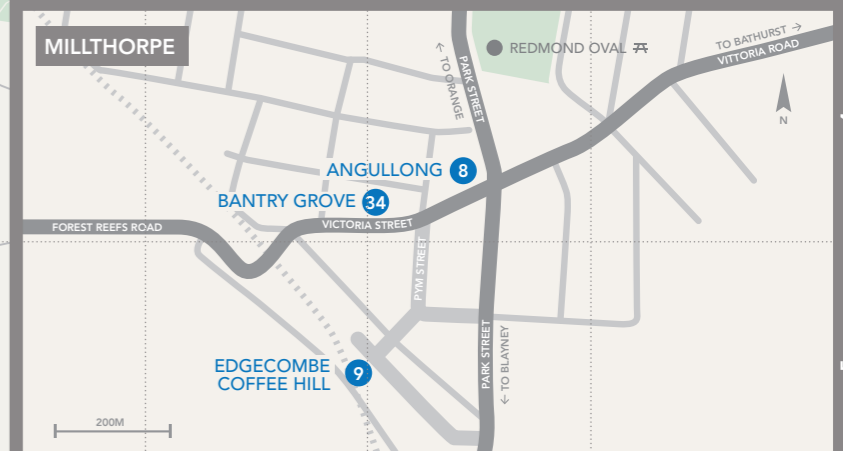 MILLTHORPE
REDMOND OVAL
TO BATHURST →
VITTORIA ROAD
← TO ORANGE
PARK STREET
N
ANGULLONG 8
BANTRY GROVE 34
FOREST REEFS ROAD
VICTORIA STREET
PYM STREET
PARK STREET
← TO BLAYNEY
EDGECOMBE
COFFEE HILL
9
200M